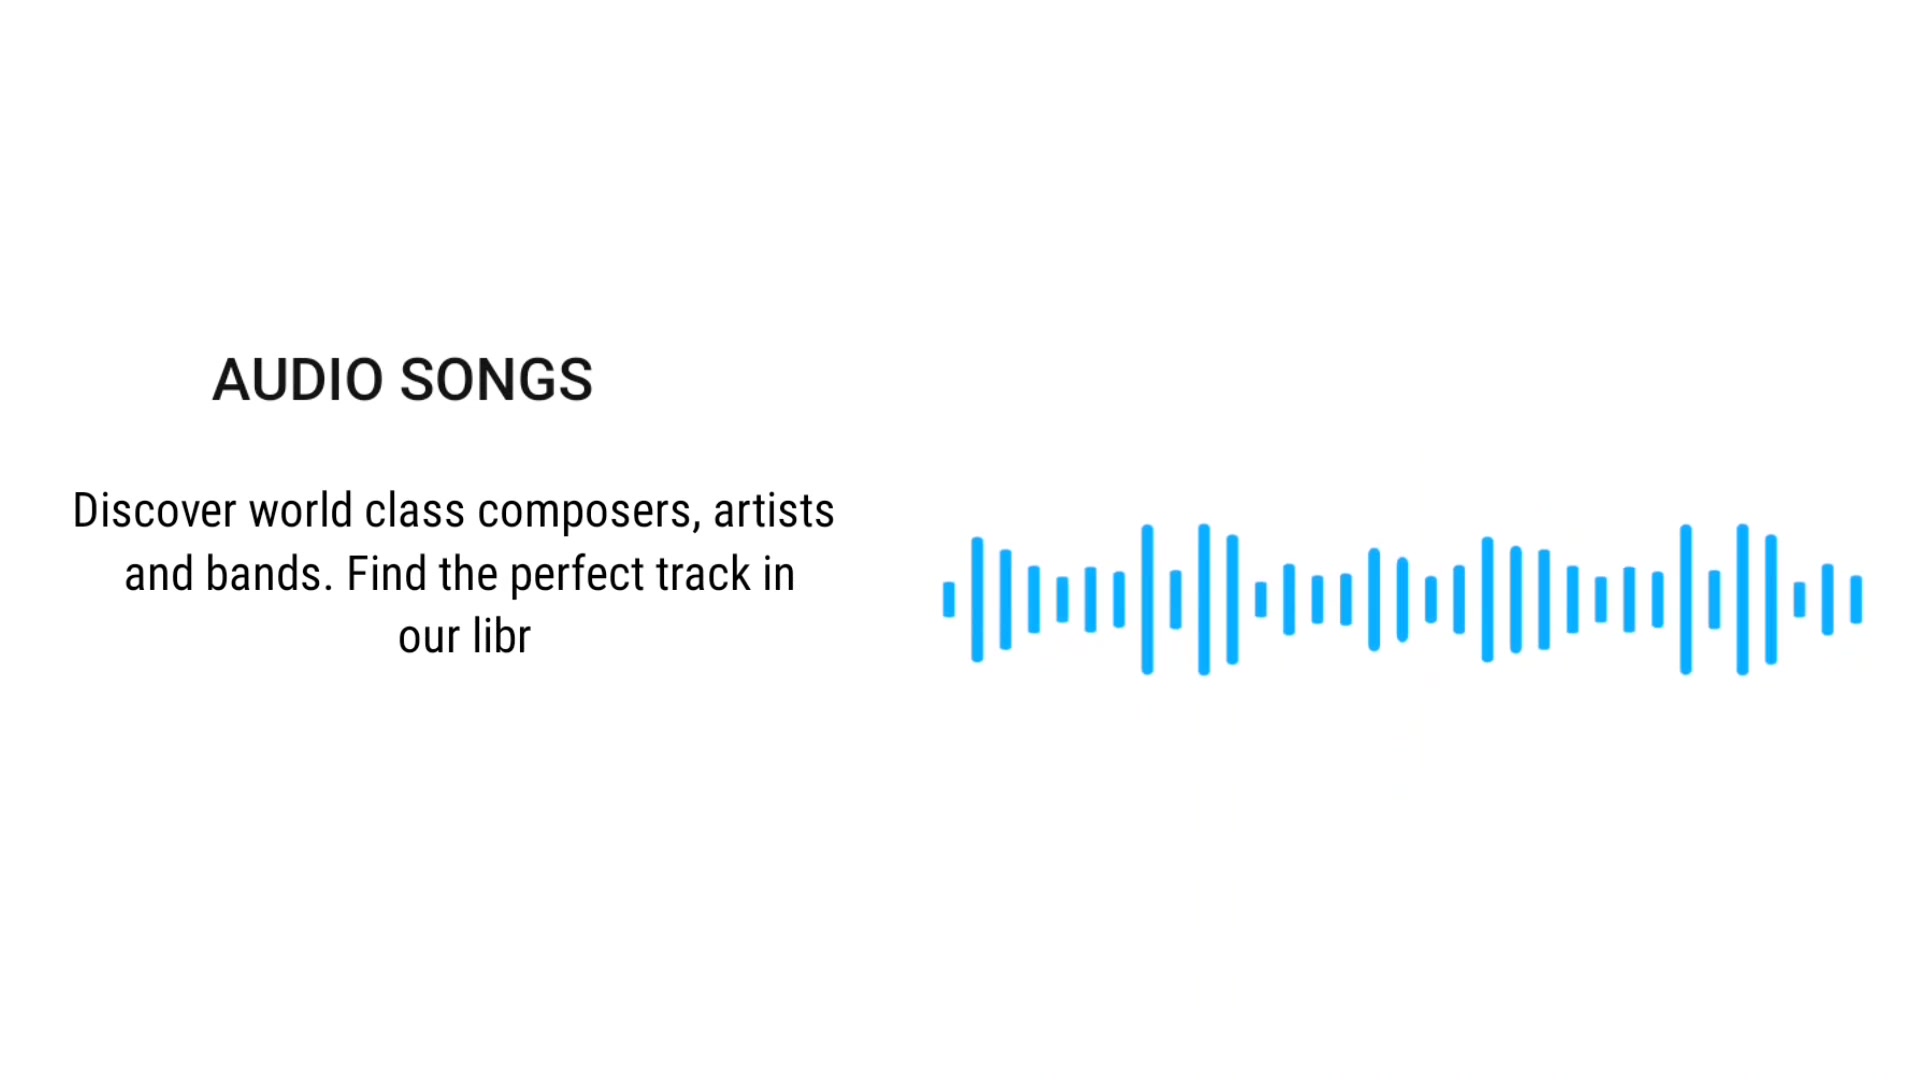 AUDIO SONGS
Discover world class composers, artists
and bands. Find the perfect track in
our libr